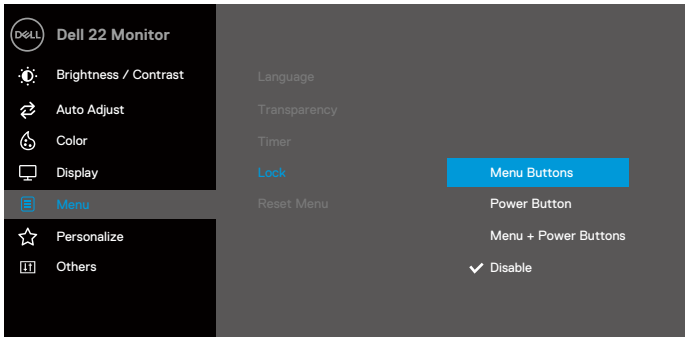 DELL
Dell 22 Monitor
Brightness / Contrast
Auto Adjust
Color
Display
Menu
Personalize
Others
Language
Transparency
Timer
Lock
Reset Menu
Menu Buttons
Power Button
Menu + Power Buttons
Disable